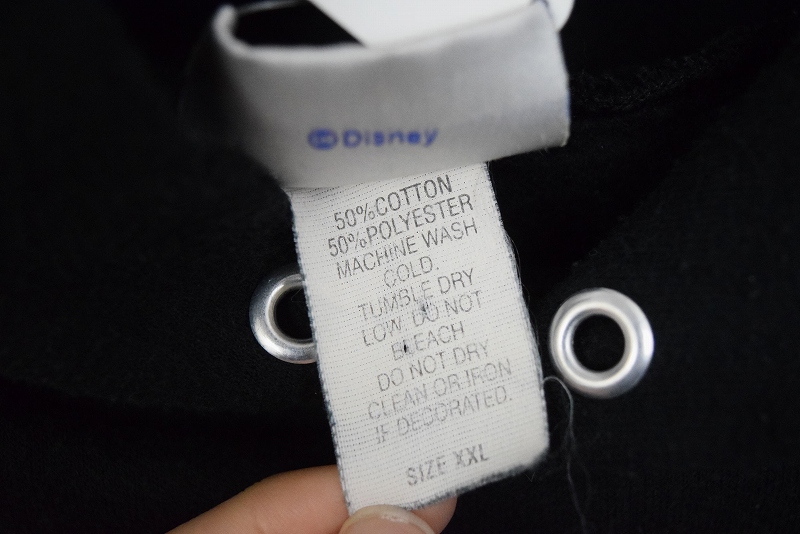 ©Disney
50%COTTON
50%POLYESTER
MACHINE WASH
COLD.
TUMBLE DRY
LOW. DO NOT
BLEACH
DO NOT DRY
CLEAN OR IRON
IF DECORATED.
SIZE XXL